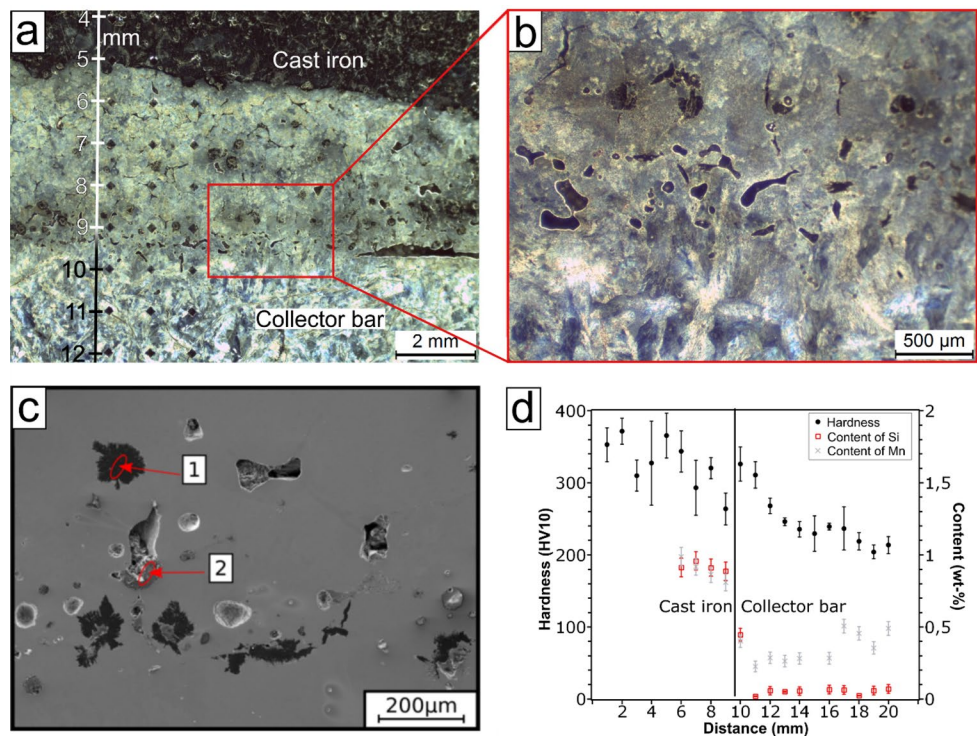 a
4
mm
5
6
7
8
9
10
11
12
Cast iron
Collector bar
2 mm
b
500 µm
c
1
2
200µm
d
400
300
200
100
0
Hardness (HV10)
2
1,5
1
0,5
0
Content (wt-%)
Hardness
Content of Si
Content of Mn
Cast iron
Collector bar
2 4 6 8 10 12 14 16 18 20
Distance (mm)